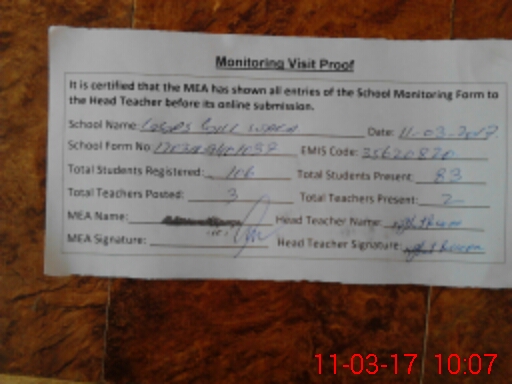 Monitoring Visit Proof
It is certified that the MEA has shown all entries of the School Monitoring Form to
the Head Teacher before its online submission.
School Name: Date: 11-03-2017
School Form No: EMIS Code: 35620820
Total Students Registered: 106 Total Students Present: 83
Total Teachers Posted: 3 Total Teachers Present: 2
MEA Name: Head Teacher Name:
MEA Signature: Head Teacher Signature:
11-03-17 10:07